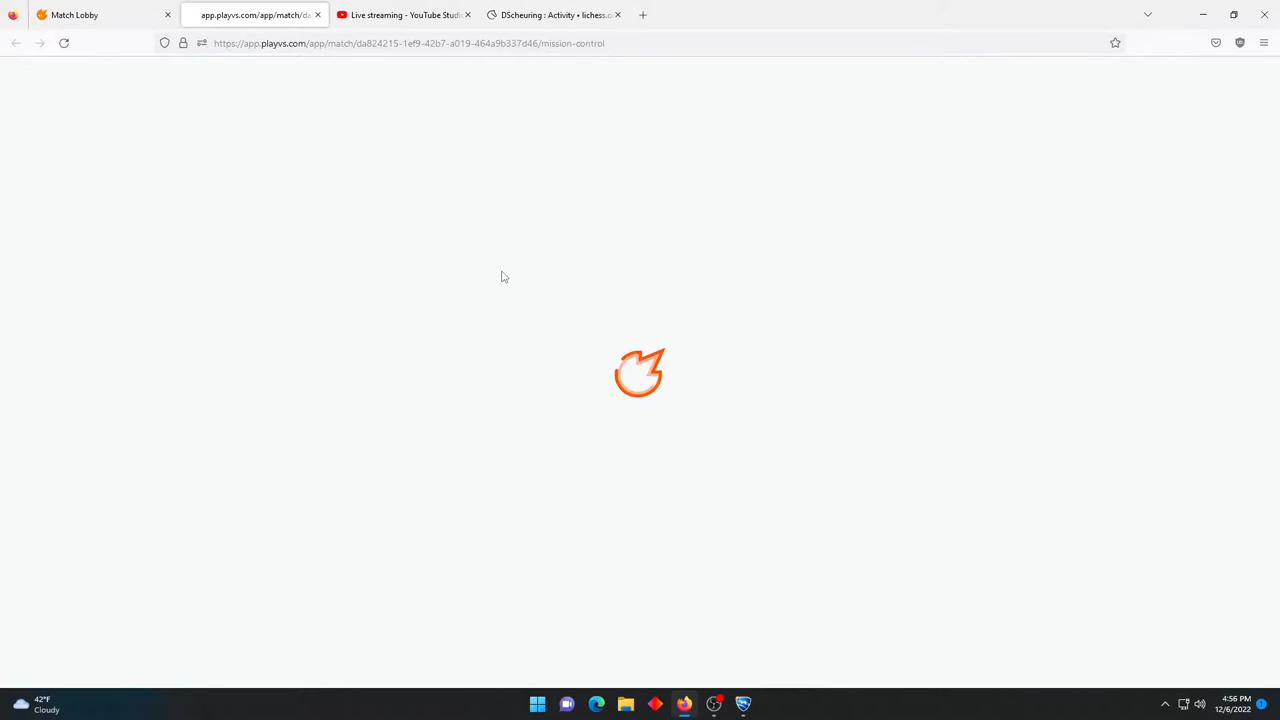 Match Lobby
app.playvs.com/app/match/da
Live streaming - YouTube Studi
DScheuring : Activity • lichess.o
https://app.playvs.com/app/match/da824215-1ef9-42b7-a019-464a9b337d46/mission-control
42°F
Cloudy
4:56 PM
12/6/2022